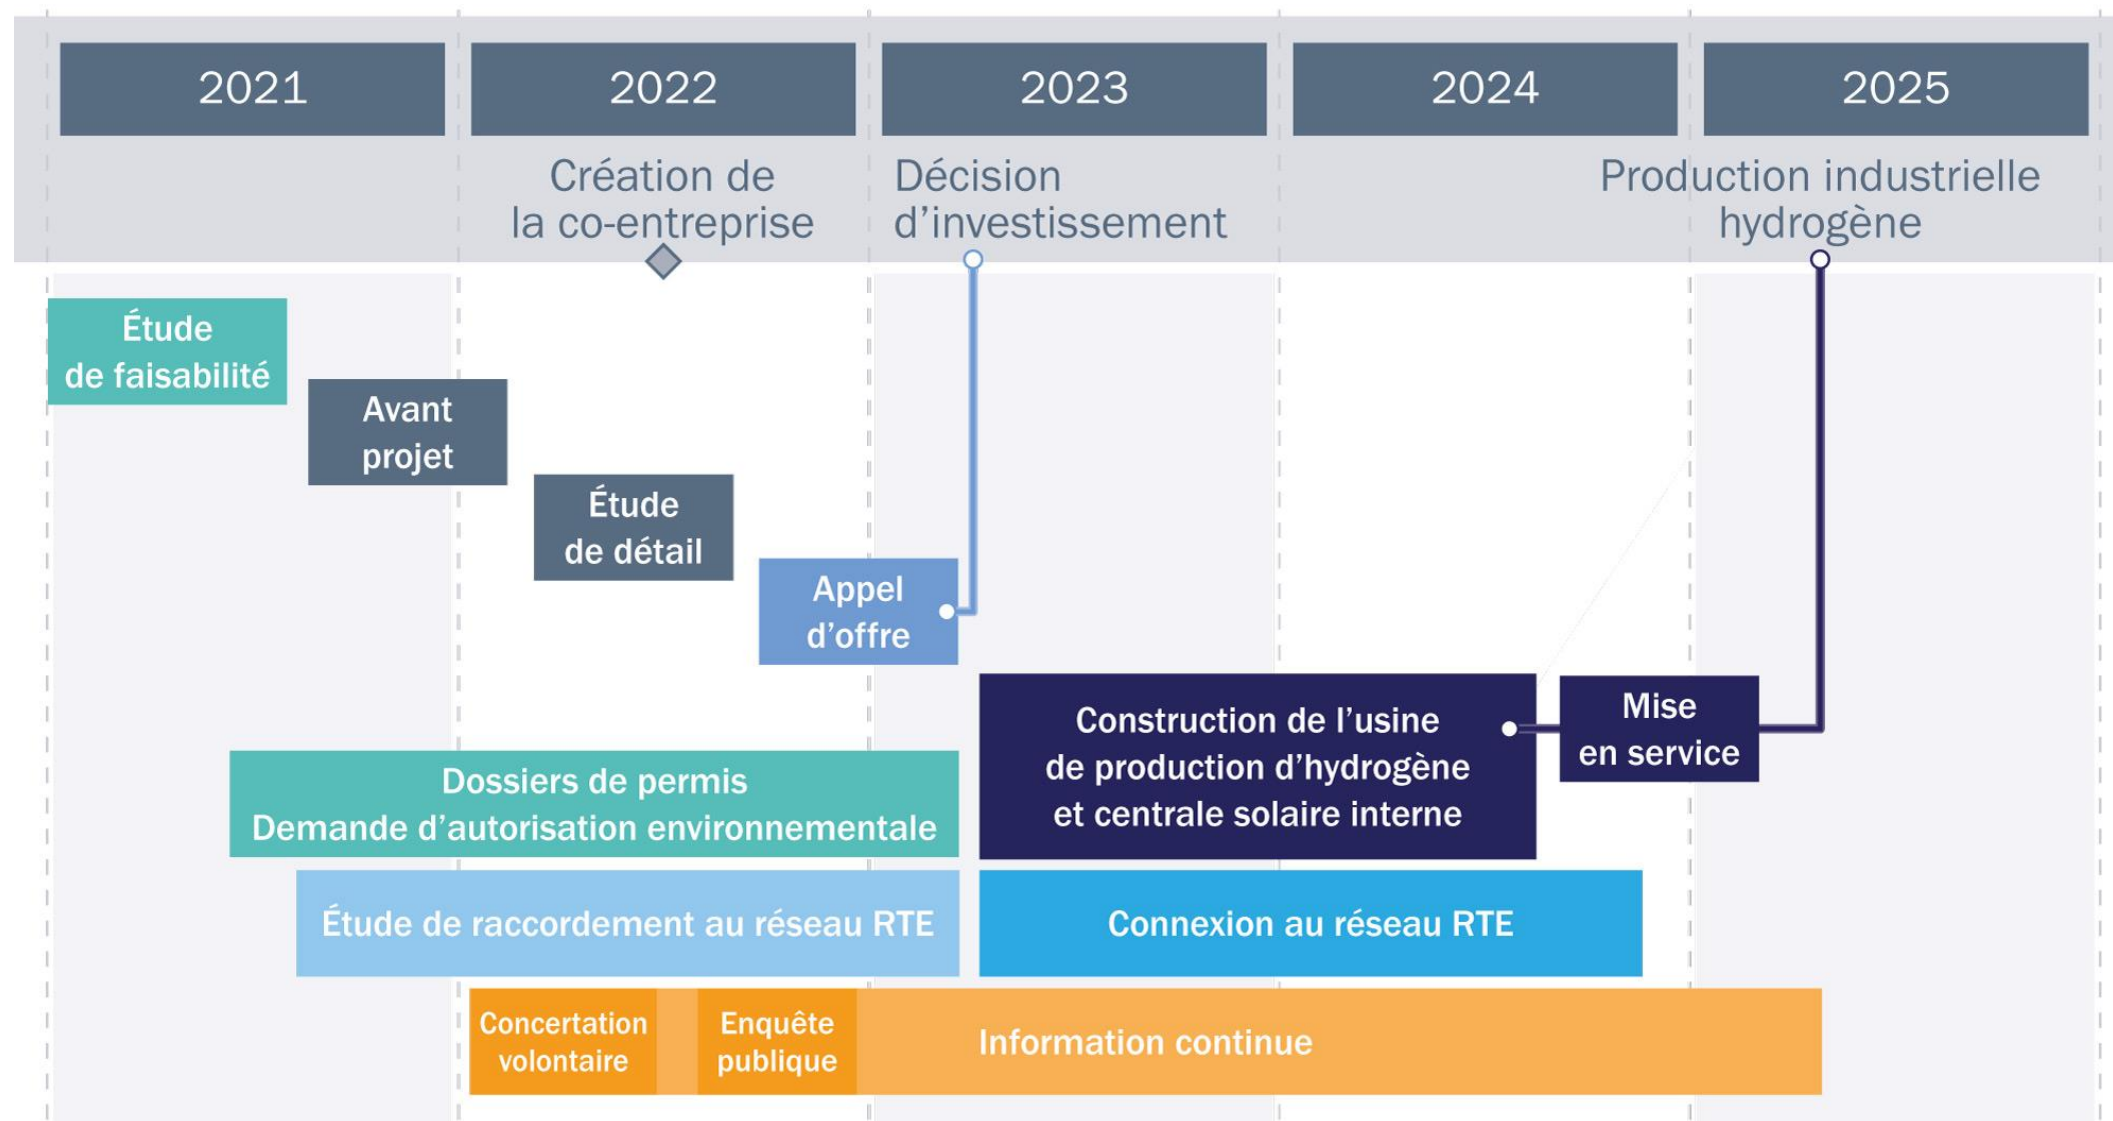 2021
2022
2023
2024
2025
Création de
la co-entreprise
Décision
d’investissement
Production industrielle
hydrogène
Étude
de faisabilité
Avant
projet
Étude
de détail
Appel
d’offre
Construction de l’usine
de production d’hydrogène
et centrale solaire interne
Mise
en service
Dossiers de permis
Demande d’autorisation environnementale
Étude de raccordement au réseau RTE
Connexion au réseau RTE
Concertation
volontaire
Enquête
publique
Information continue